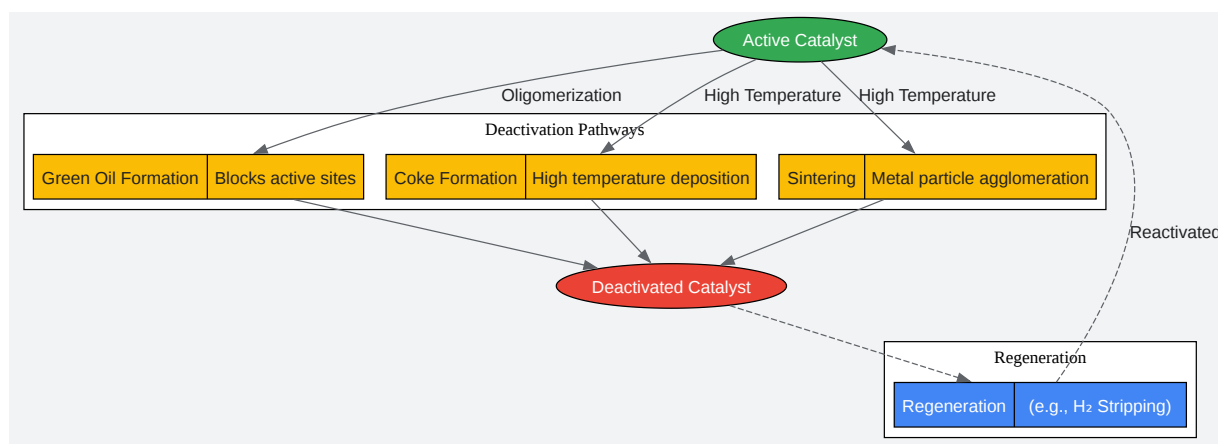 Active Catalyst
Oligomerization
High Temperature
High Temperature
Deactivation Pathways
Green Oil Formation
Blocks active sites
Coke Formation
High temperature deposition
Sintering
Metal particle agglomeration
Reactivated
Deactivated Catalyst
Regeneration
Regeneration
(e.g., H₂ Stripping)